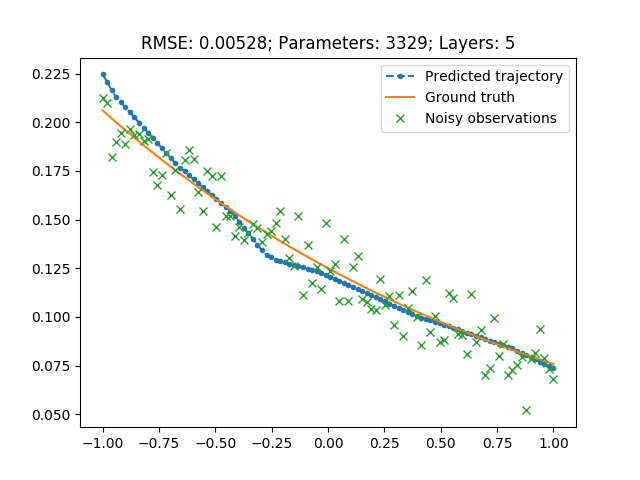 RMSE: 0.00528; Parameters: 3329; Layers: 5
Predicted trajectory
Ground truth
Noisy observations
0.225
0.200
0.175
0.150
0.125
0.100
0.075
0.050
−1.00 −0.75 −0.50 −0.25 0.00 0.25 0.50 0.75 1.00